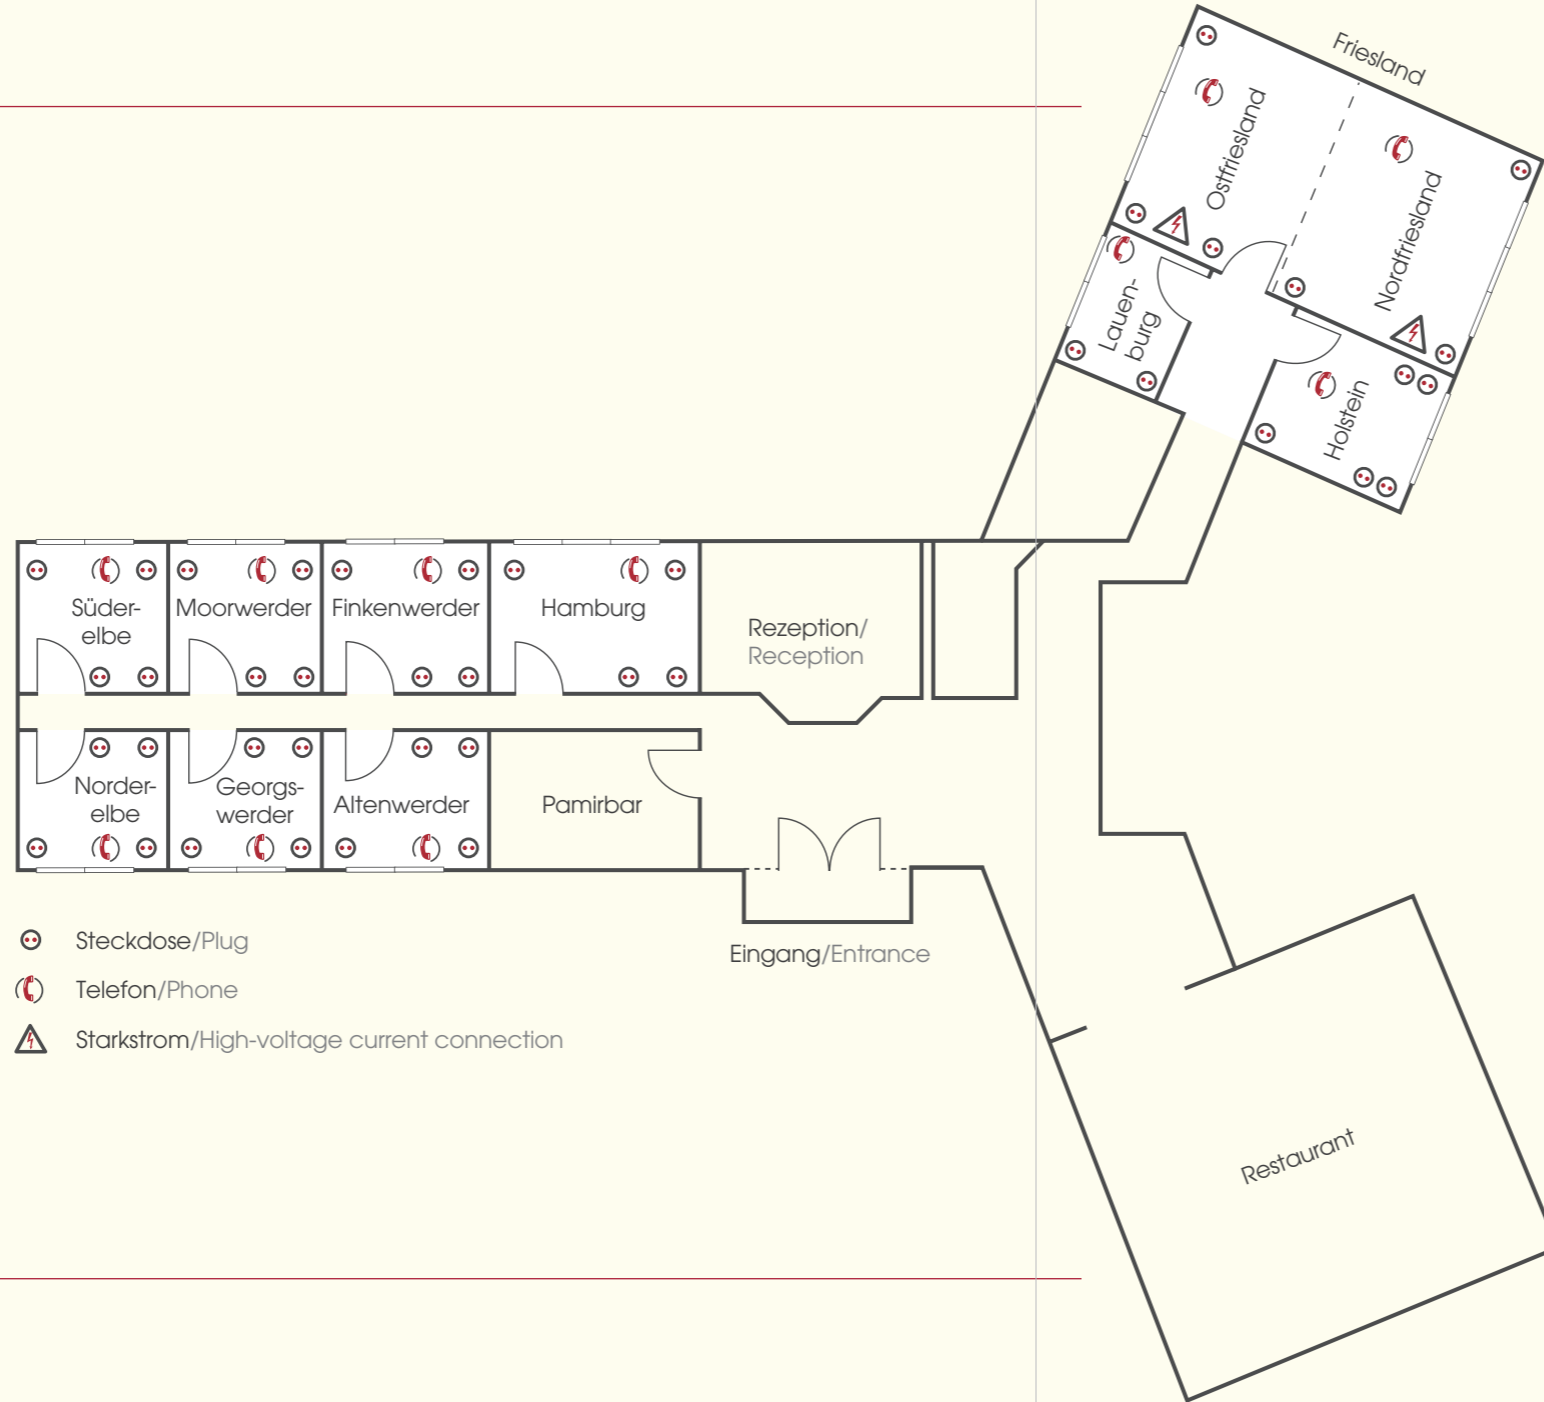 Friesland
Ostfriesland
Nordfriesland
Lauen-
burg
Holstein
Süder-
elbe
Moorwerder
Finkenwerder
Hamburg
Rezeption/
Reception
Norder-
elbe
Georgs-
werder
Altenwerder
Pamirbar
Eingang/Entrance
Steckdose/Plug
Telefon/Phone
Starkstrom/High-voltage current connection
Restaurant